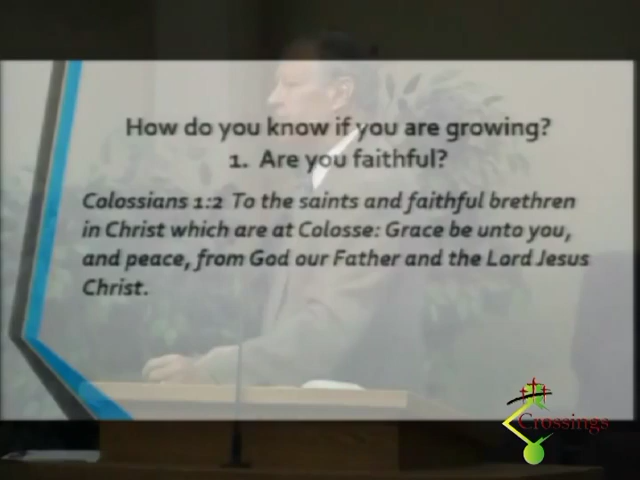 How do you know if you are growing?
1. Are you faithful?
Colossians 1:2 To the saints and faithful brethren
in Christ which are at Colosse: Grace be unto you,
and peace, from God our Father and the Lord Jesus
Christ.
Crossings